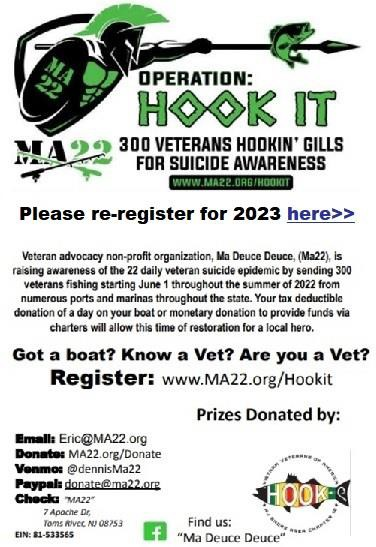 MA
22
OPERATION:
HOOK IT
MA22
300 VETERANS HOOKIN' GILLS
FOR SUICIDE AWARENESS
WWW.MA22.ORG/HOOKIT
Please re-register for 2023 here>>
Veteran advocacy non-profit organization, Ma Deuce Deuce, (Ma22), is
raising awareness of the 22 daily veteran suicide epidemic by sending 300
veterans fishing starting June 1 throughout the summer of 2022 from
numerous ports and marinas throughout the state. Your tax deductible
donation of a day on your boat or monetary donation to provide funds via
charters will allow this time of restoration for a local hero.
Got a boat? Know a Vet? Are you a Vet?
Register: www.MA22.org/Hookit
Prizes Donated by:
Email: Eric@MA22.org
Donate: MA22.org/Donate
Venmo: @dennisMa22
Paypal: donate@ma22.org
Check: "MA22"
7 Apache Dr,
Toms River, NJ 08753
EIN: 81-533565
Find us:
"Ma Deuce Deuce"
VIETNAM VETERANS OF AMERICA
HOOK